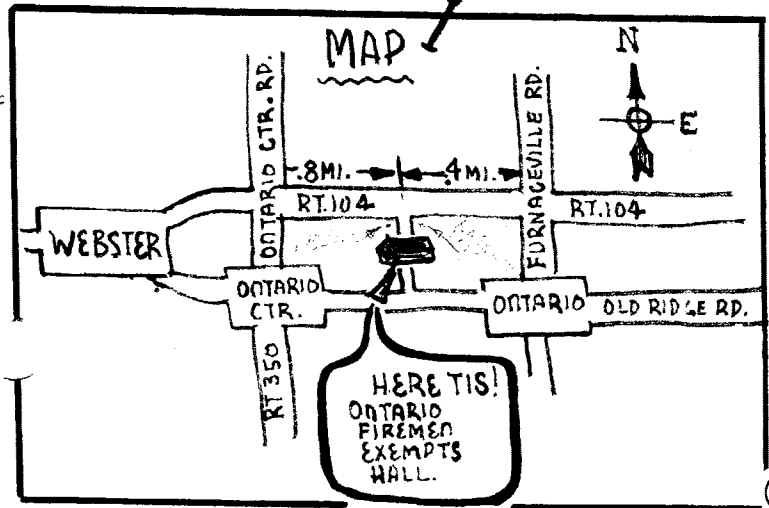 MAP
N
E
ONTARIO CTR. RD.
FURNACEVILLE RD.
.8MI.
.4MI.
RT.104
RT.104
WEBSTER
ONTARIO
CTR.
ONTARIO
OLD RIDGE RD.
RT 350
HERE TIS!
ONTARIO
FIREMEN
EXEMPTS
HALL.